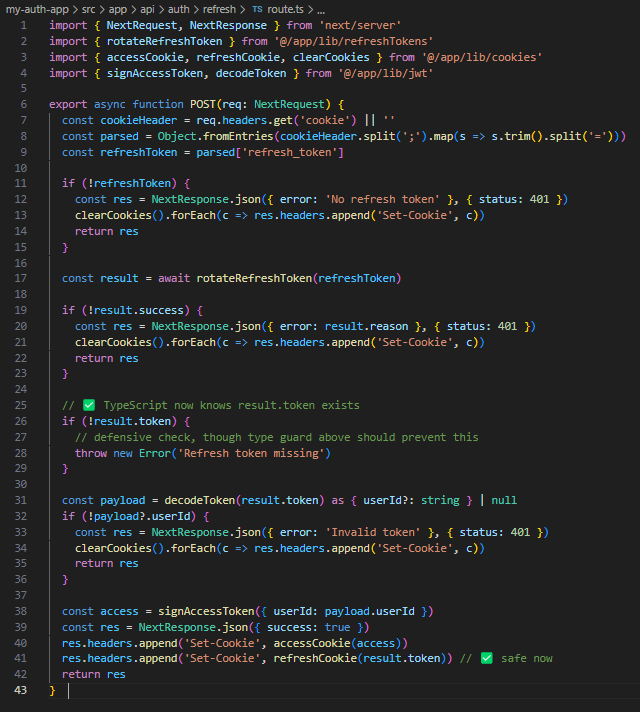 my-auth-app > src > app > api > auth > refresh > TS route.ts > ...
1 import { NextRequest, NextResponse } from 'next/server'
2 import { rotateRefreshToken } from '@/app/lib/refreshTokens'
3 import { accessCookie, refreshCookie, clearCookies } from '@/app/lib/cookies'
4 import { signAccessToken, decodeToken } from '@/app/lib/jwt'
5
6 export async function POST(req: NextRequest) {
7   const cookieHeader = req.headers.get('cookie') || ''
8   const parsed = Object.fromEntries(cookieHeader.split(';').map(s => s.trim().split('=')))
9   const refreshToken = parsed['refresh_token']
10
11   if (!refreshToken) {
12     const res = NextResponse.json({ error: 'No refresh token' }, { status: 401 })
13     clearCookies().forEach(c => res.headers.append('Set-Cookie', c))
14     return res
15   }
16
17   const result = await rotateRefreshToken(refreshToken)
18
19   if (!result.success) {
20     const res = NextResponse.json({ error: result.reason }, { status: 401 })
21     clearCookies().forEach(c => res.headers.append('Set-Cookie', c))
22     return res
23   }
24
25   // ✅ TypeScript now knows result.token exists
26   if (!result.token) {
27     // defensive check, though type guard above should prevent this
28     throw new Error('Refresh token missing')
29   }
30
31   const payload = decodeToken(result.token) as { userId?: string } | null
32   if (!payload?.userId) {
33     const res = NextResponse.json({ error: 'Invalid token' }, { status: 401 })
34     clearCookies().forEach(c => res.headers.append('Set-Cookie', c))
35     return res
36   }
37
38   const access = signAccessToken({ userId: payload.userId })
39   const res = NextResponse.json({ success: true })
40   res.headers.append('Set-Cookie', accessCookie(access))
41   res.headers.append('Set-Cookie', refreshCookie(result.token)) // ✅ safe now
42   return res
43 }